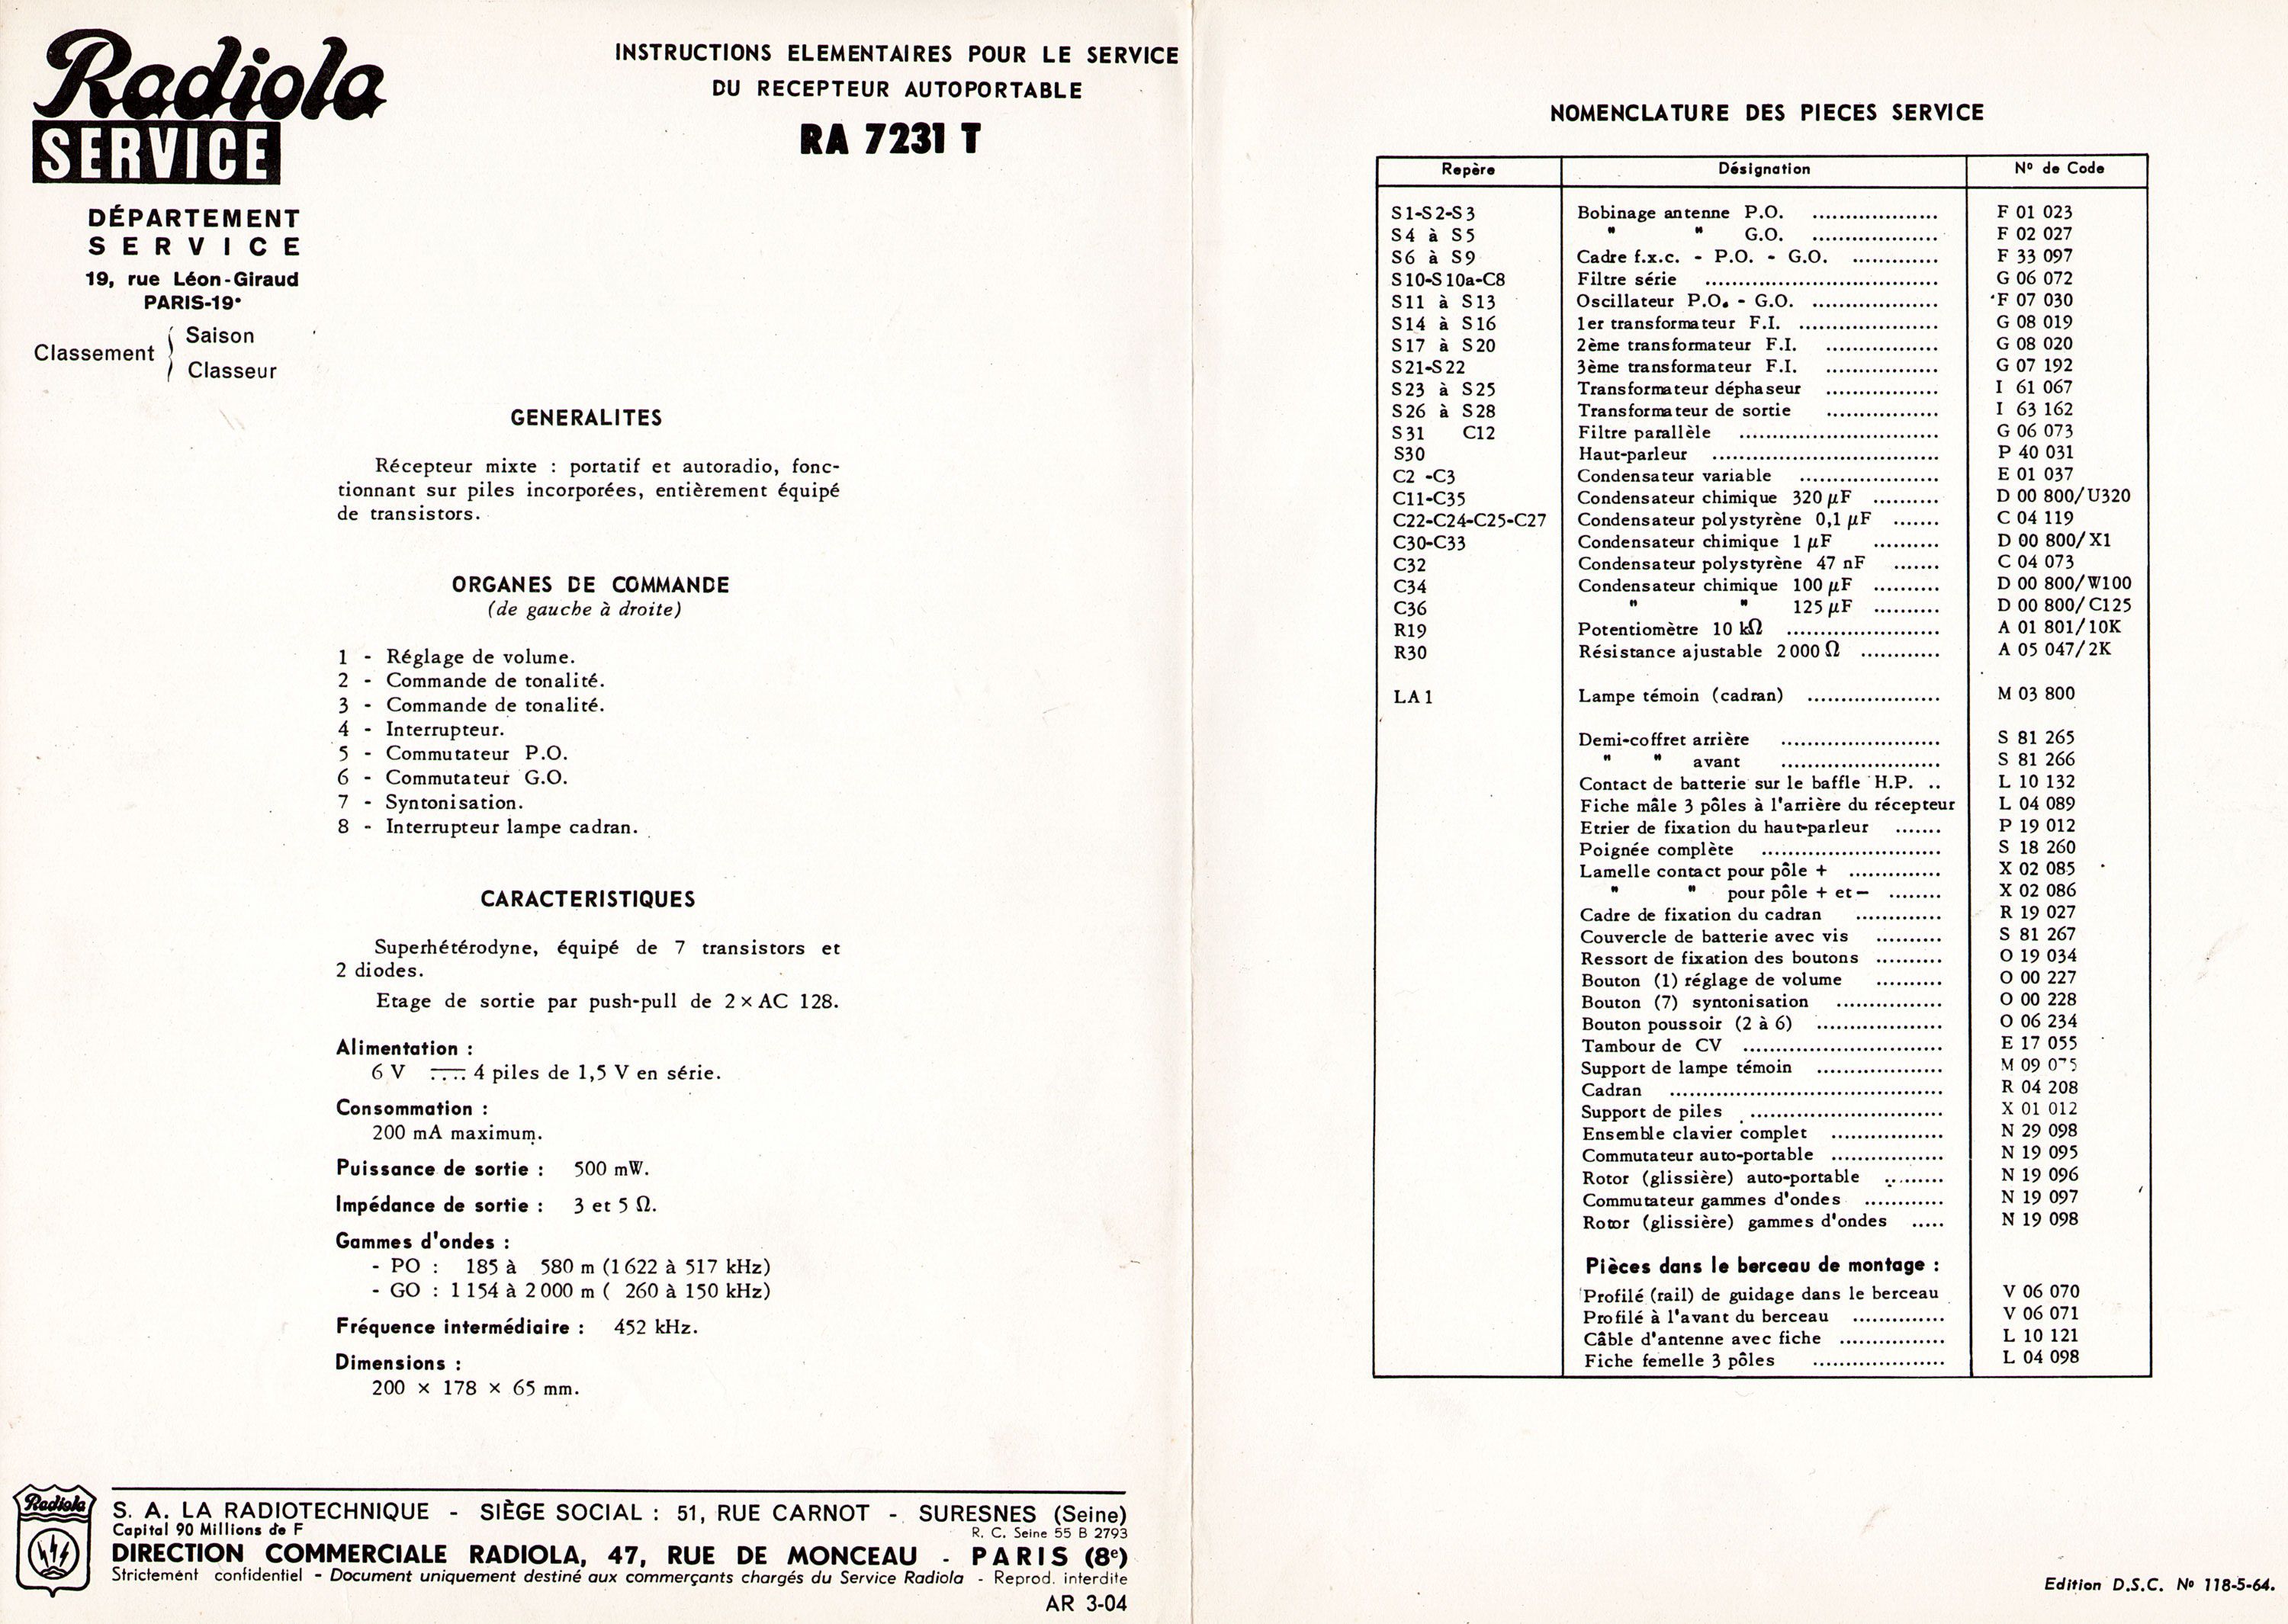 Radiola
SERVICE
DÉPARTEMENT
SERVICE
19, rue Léon-Giraud
PARIS-19e
Classement { Saison
Classeur
INSTRUCTIONS ELEMENTAIRES POUR LE SERVICE
DU RECEPTEUR AUTOPORTABLE
RA 7231 T
GENERALITES
Récepteur mixte : portatif et autoradio, fonc-
tionnant sur piles incorporées, entièrement équipé
de transistors.
ORGANES DE COMMANDE
(de gauche à droite)
1 - Réglage de volume.
2 - Commande de tonalité.
3 - Commande de tonalité.
4 - Interrupteur.
5 - Commutateur P.O.
6 - Commutateur G.O.
7 - Syntonisation.
8 - Interrupteur lampe cadran.
CARACTERISTIQUES
Superhétérodyne, équipé de 7 transistors et
2 diodes.
Etage de sortie par push-pull de 2 × AC 128.
Alimentation :
6 V ⎓ 4 piles de 1,5 V en série.
Consommation :
200 mA maximum.
Puissance de sortie : 500 mW.
Impédance de sortie : 3 et 5 Ω.
Gammes d'ondes :
- PO : 185 à 580 m (1 622 à 517 kHz)
- GO : 1 154 à 2 000 m ( 260 à 150 kHz)
Fréquence intermédiaire : 452 kHz.
Dimensions :
200 × 178 × 65 mm.
Radiola
S. A. LA RADIOTECHNIQUE - SIÈGE SOCIAL : 51, RUE CARNOT - SURESNES (Seine)
Capital 90 Millions de F R. C. Seine 55 B 2793
DIRECTION COMMERCIALE RADIOLA, 47, RUE DE MONCEAU - PARIS (8e)
Strictement confidentiel - Document uniquement destiné aux commerçants chargés du Service Radiola - Reprod. interdite
AR 3-04
NOMENCLATURE DES PIECES SERVICE
Repère Désignation N° de Code
S1-S2-S3 Bobinage antenne P.O. ................... F 01 023
S4 à S5 " " G.O. ................... F 02 027
S6 à S9 Cadre f.x.c. - P.O. - G.O. ............. F 33 097
S10-S10a-C8 Filtre série ................................... G 06 072
S11 à S13 Oscillateur P.O. - G.O. ................... F 07 030
S14 à S16 1er transformateur F.I. ..................... G 08 019
S17 à S20 2ème transformateur F.I. ................. G 08 020
S21-S22 3ème transformateur F.I. ................. G 07 192
S23 à S25 Transformateur déphaseur ................. I 61 067
S26 à S28 Transformateur de sortie ................. I 63 162
S31 C12 Filtre parallèle .............................. G 06 073
S30 Haut-parleur .................................. P 40 031
C2 -C3 Condensateur variable ..................... E 01 037
C11-C35 Condensateur chimique 320 µF .......... D 00 800/U320
C22-C24-C25-C27 Condensateur polystyrène 0,1 µF ....... C 04 119
C30-C33 Condensateur chimique 1 µF .......... D 00 800/X1
C32 Condensateur polystyrène 47 nF ....... C 04 073
C34 Condensateur chimique 100 µF .......... D 00 800/W100
C36 " " 125 µF .......... D 00 800/C125
R19 Potentiomètre 10 kΩ ....................... A 01 801/10K
R30 Résistance ajustable 2 000 Ω ............ A 05 047/2K
LA1 Lampe témoin (cadran) .................... M 03 800
Demi-coffret arrière ........................ S 81 265
" " avant ........................ S 81 266
Contact de batterie sur le baffle H.P. .. L 10 132
Fiche mâle 3 pôles à l'arrière du récepteur L 04 089
Etrier de fixation du haut-parleur ....... P 19 012
Poignée complète ........................... S 18 260
Lamelle contact pour pôle + .............. X 02 085
" " pour pôle + et - ........ X 02 086
Cadre de fixation du cadran ............. R 19 027
Couvercle de batterie avec vis .......... S 81 267
Ressort de fixation des boutons .......... O 19 034
Bouton (1) réglage de volume .......... O 00 227
Bouton (7) syntonisation ................ O 00 228
Bouton poussoir (2 à 6) ................... O 06 234
Tambour de CV .............................. E 17 055
Support de lampe témoin ................... M 09
Cadran ......................................... R 04 208
Support de piles ............................. X 01 012
Ensemble clavier complet ................. N 29 098
Commutateur auto-portable ................. N 19 095
Rotor (glissière) auto-portable ......... N 19 096
Commutateur gammes d'ondes ............ N 19 097
Rotor (glissière) gammes d'ondes ..... N 19 098
Pièces dans le berceau de montage :
Profilé (rail) de guidage dans le berceau V 06 070
Profilé à l'avant du berceau .............. V 06 071
Câble d'antenne avec fiche ................ L 10 121
Fiche femelle 3 pôles .................... L 04 098
Edition D.S.C. N° 118-5-64.